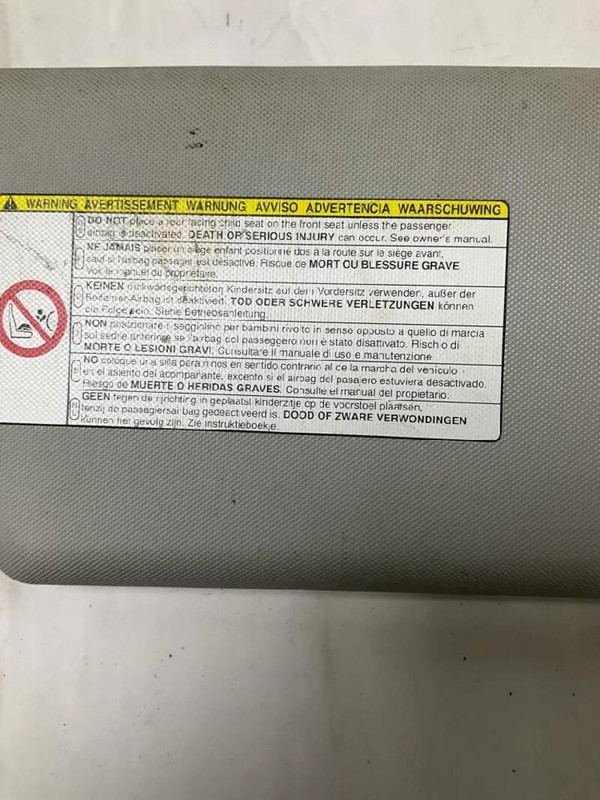 WARNING AVERTISSEMENT WARNUNG AVVISO ADVERTENCIA WAARSCHUWING
DO NOT place a rear facing child seat on the front seat unless the passenger
airbag is deactivated. DEATH OR SERIOUS INJURY can occur. See owner's manual.
NE JAMAIS placer un siège enfant positionné dos à la route sur le siège avant,
sauf si l'airbag passager est désactivé. Risque de MORT OU BLESSURE GRAVE
Voir le manuel du propriétaire.
KEINEN rückwärtsgerichteten Kindersitz auf dem Vordersitz verwenden, außer der
Beifahrer-Airbag ist deaktiviert. TOD ODER SCHWERE VERLETZUNGEN können
die Folge sein. Siehe Betriebsanleitung.
NON posizionare i seggiolino per bambini rivolto in senso opposto a quello di marcia
sul sedile anteriore se l'airbag col passeggero non è stato disattivato. Rischio di
MORTE O LESIONI GRAVI. Consultare il manuale di uso e manutenzione
NO coloque una silla para niños en sentido contrario al de la marcha del vehículo
en el asiento del acompañante, excepto si el airbag del pasajero estuviera desactivado.
Riesgo de MUERTE O HERIDAS GRAVES. Consulte el manual del propietario.
GEEN tegen de rijrichting in geplaatst kinderzitje op de voorstoel plaatsen,
tenzij de passagiersairbag gedeactiveerd is. DOOD OF ZWARE VERWONDINGEN
kunnen het gevolg zijn. Zie instruktieboekje.